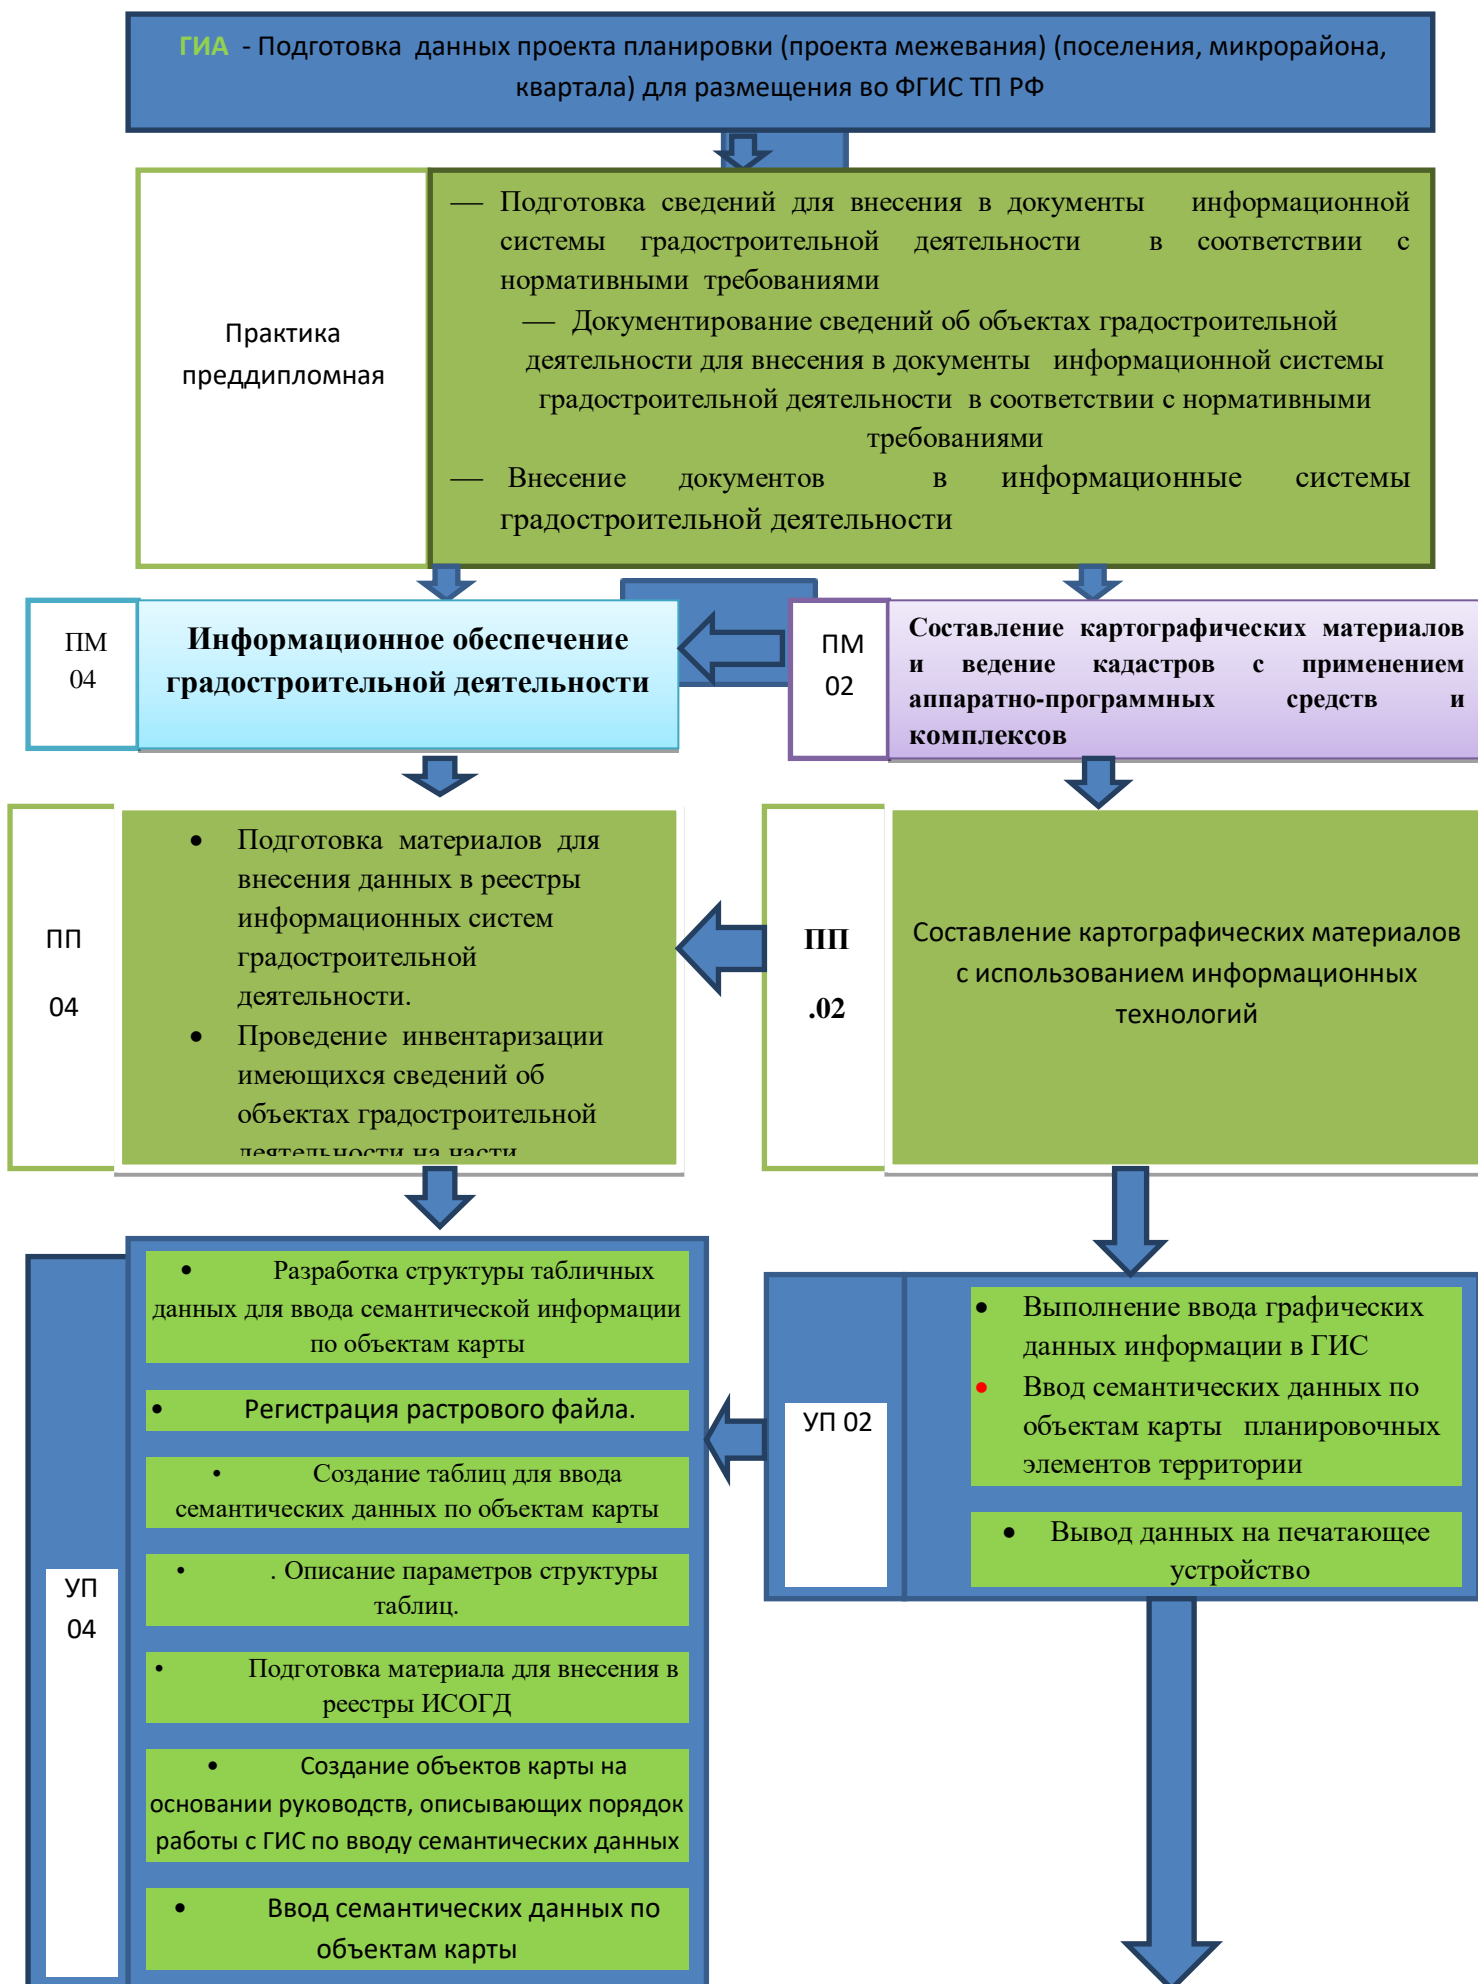 ГИА - Подготовка данных проекта планировки (проекта межевания) (поселения, микрорайона,
квартала) для размещения во ФГИС ТП РФ
Практика
преддипломная
— Подготовка сведений для внесения в документы информационной
системы градостроительной деятельности в соответствии с
нормативными требованиями
— Документирование сведений об объектах градостроительной
деятельности для внесения в документы информационной системы
градостроительной деятельности в соответствии с нормативными
требованиями
— Внесение документов в информационные системы
градостроительной деятельности
ПМ
04
Информационное обеспечение
градостроительной деятельности
ПМ
02
Составление картографических материалов
и ведение кадастров с применением
аппаратно-программных средств и
комплексов
ПП
04
• Подготовка материалов для
внесения данных в реестры
информационных систем
градостроительной
деятельности.
• Проведение инвентаризации
имеющихся сведений об
объектах градостроительной
деятельности на части
ПП
.02
Составление картографических материалов
с использованием информационных
технологий
УП
04
• Разработка структуры табличных
данных для ввода семантической информации
по объектам карты
• Регистрация растрового файла.
• Создание таблиц для ввода
семантических данных по объектам карты
• . Описание параметров структуры
таблиц.
• Подготовка материала для внесения в
реестры ИСОГД
• Создание объектов карты на
основании руководств, описывающих порядок
работы с ГИС по вводу семантических данных
• Ввод семантических данных по
объектам карты
УП 02
• Выполнение ввода графических
данных информации в ГИС
• Ввод семантических данных по
объектам карты планировочных
элементов территории
• Вывод данных на печатающее
устройство